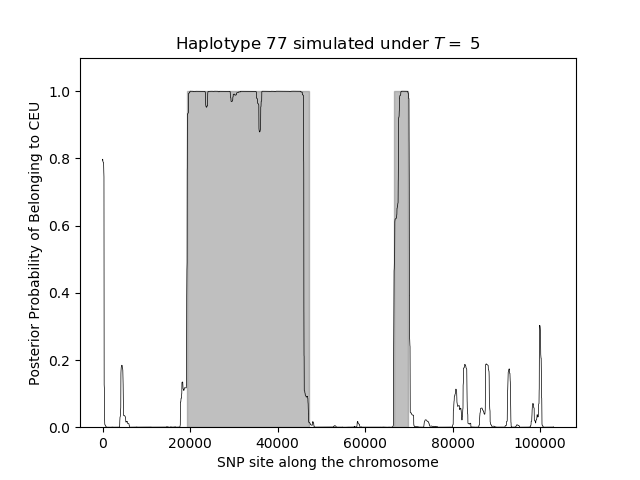 Haplotype 77 simulated under T = 5
Posterior Probability of Belonging to CEU
1.0
0.8
0.6
0.4
0.2
0.0
0 20000 40000 60000 80000 100000
SNP site along the chromosome